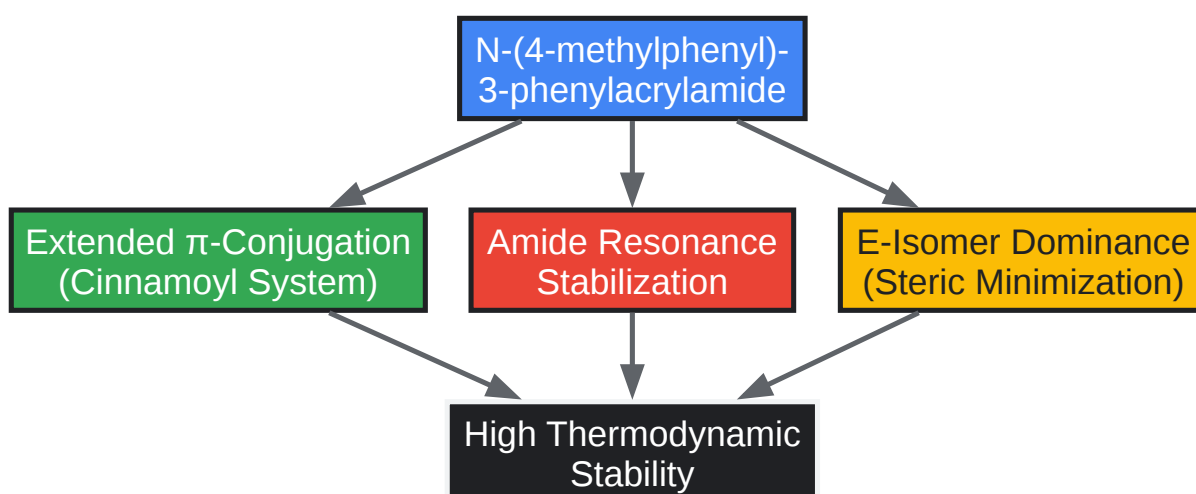 N-(4-methylphenyl)-
3-phenylacrylamide
Extended π-Conjugation
(Cinnamoyl System)
Amide Resonance
Stabilization
E-Isomer Dominance
(Steric Minimization)
High Thermodynamic
Stability